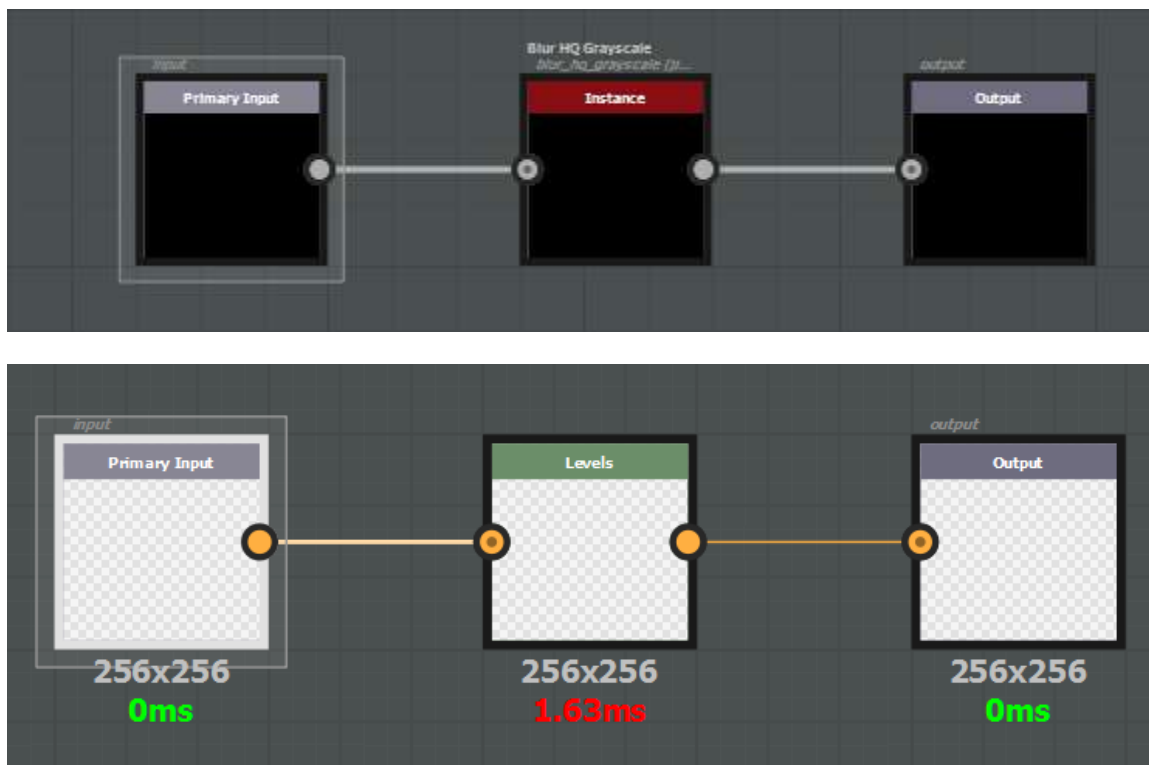 Blur HQ Grayscale
input
blur_hq_grayscale (
output
Primary Input
Instance
Output
input
output
Primary Input
Levels
Output
256x256
256x256
256x256
0ms
1.63ms
0ms